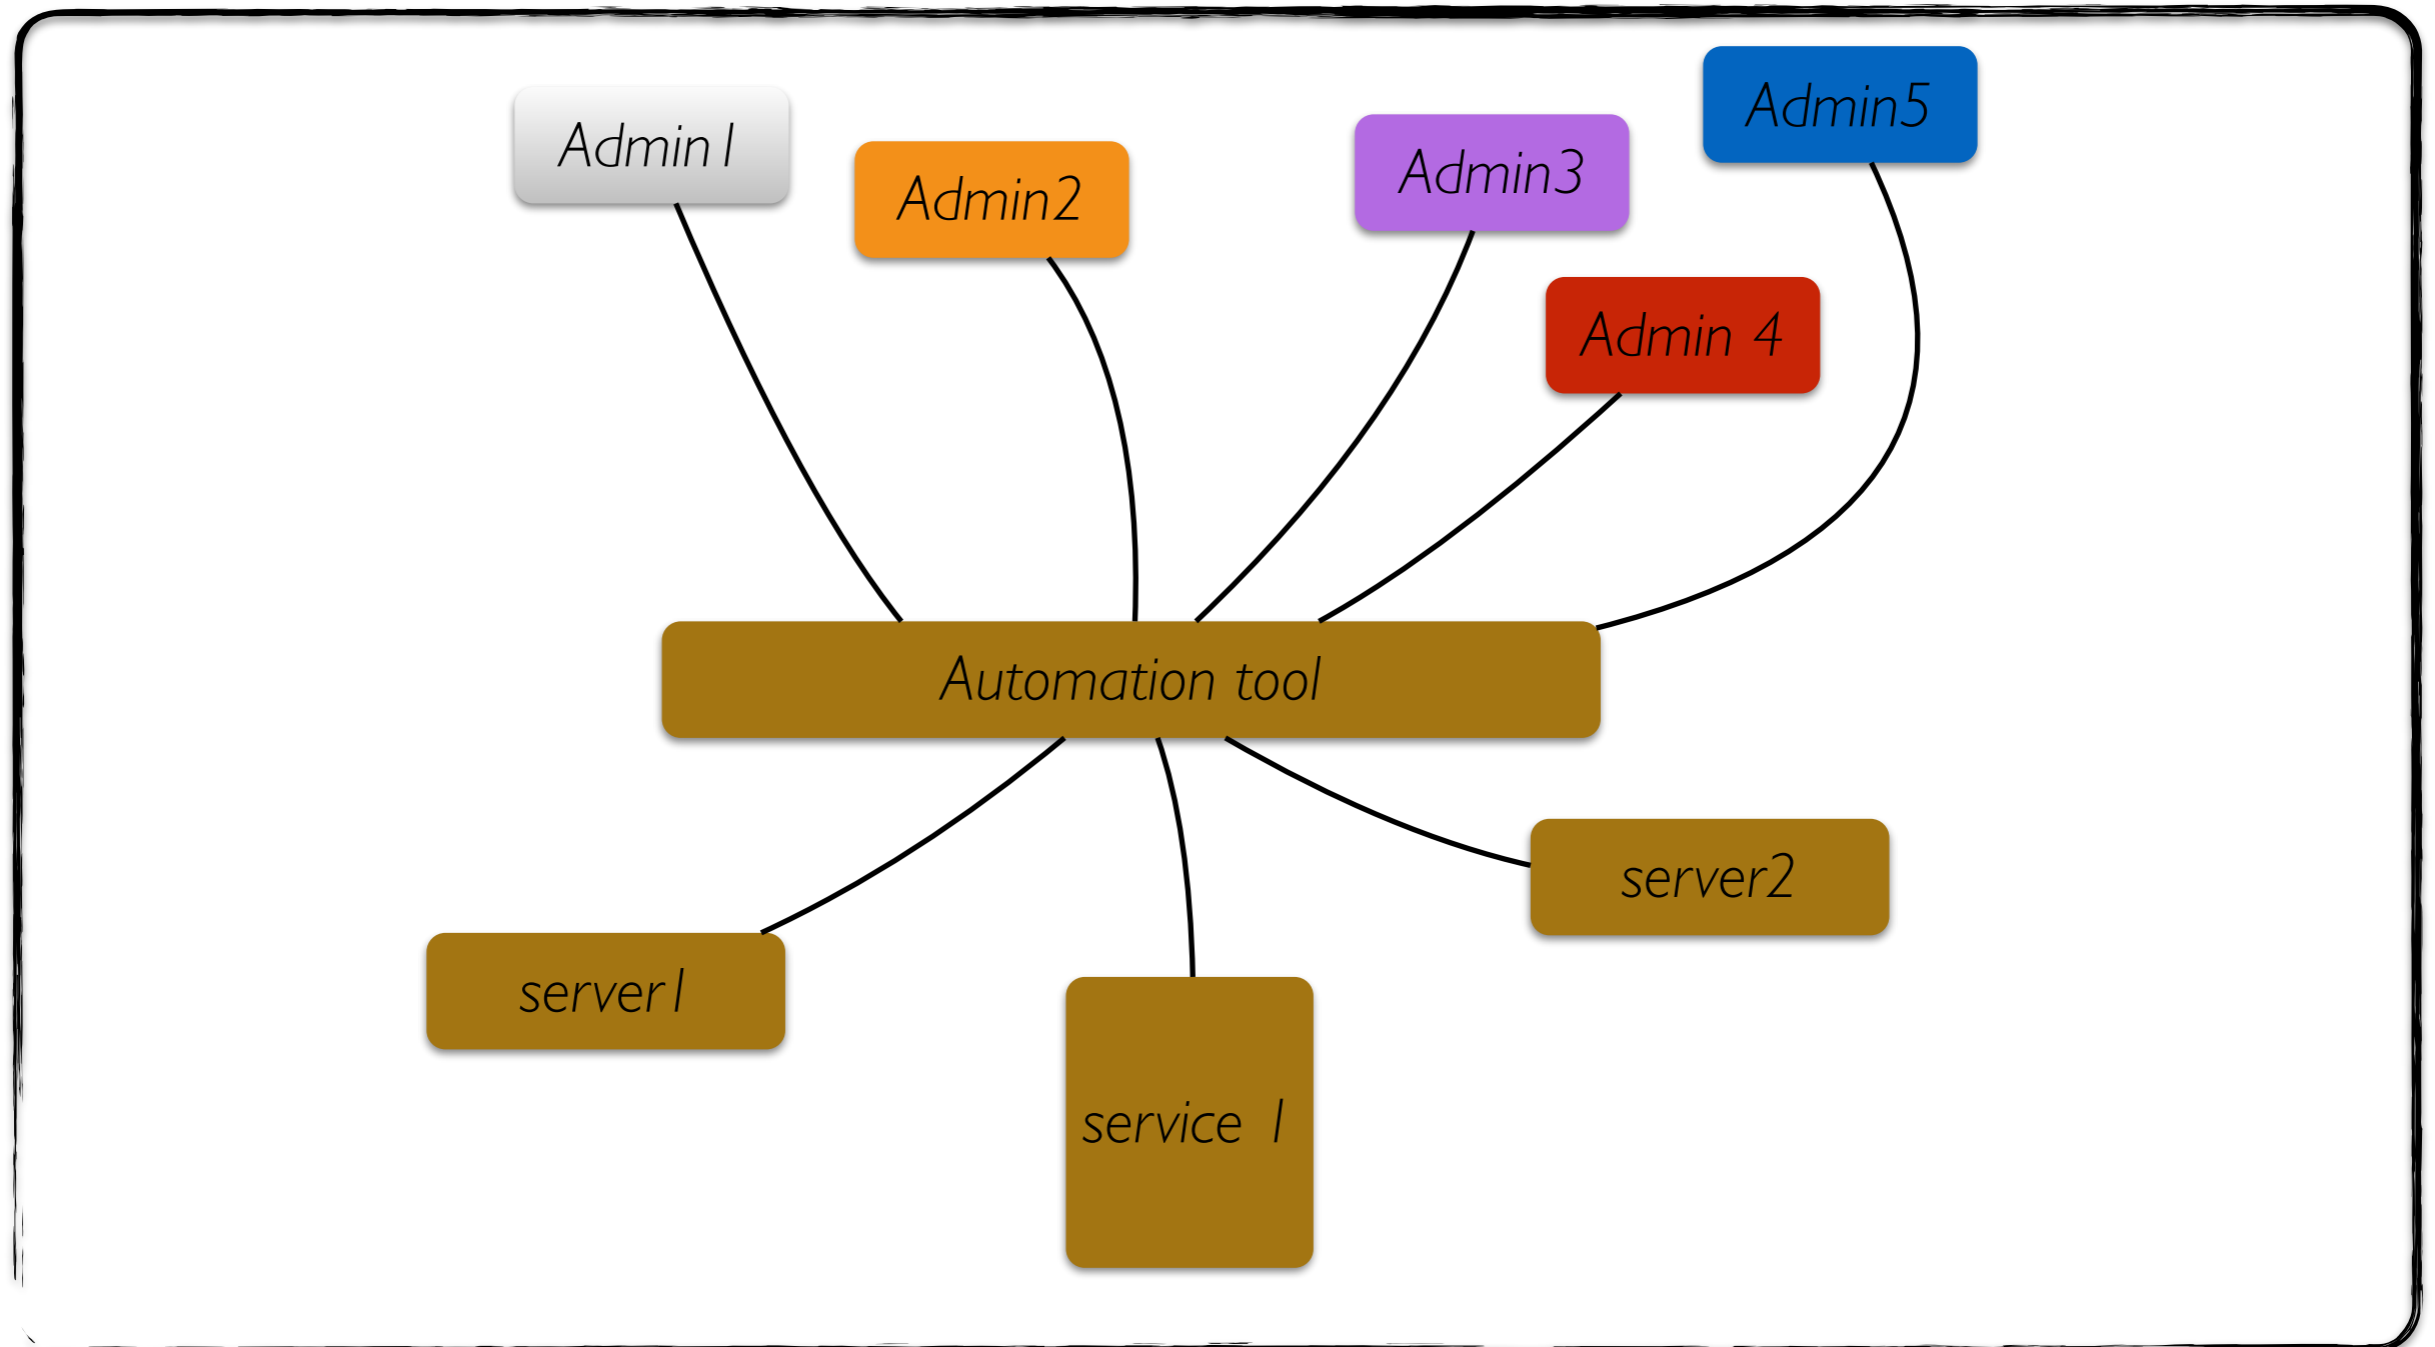 Admin1
Admin2
Admin3
Admin5
Admin 4
Automation tool
server1
service 1
server2